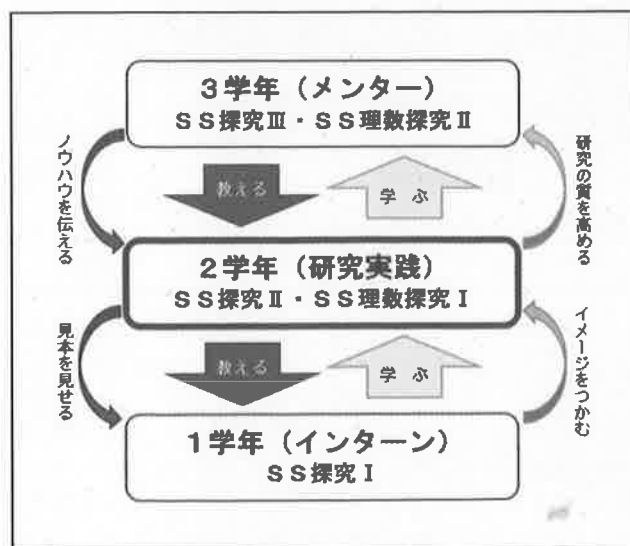 3学年（メンター）
SS探究Ⅲ・SS理数探究Ⅱ
ノウハウを伝える
教える
学ぶ
研究の質を高める
2学年（研究実践）
SS探究Ⅱ・SS理数探究Ⅰ
見本を見せる
教える
学ぶ
イメージをつかむ
1学年（インターン）
SS探究Ⅰ